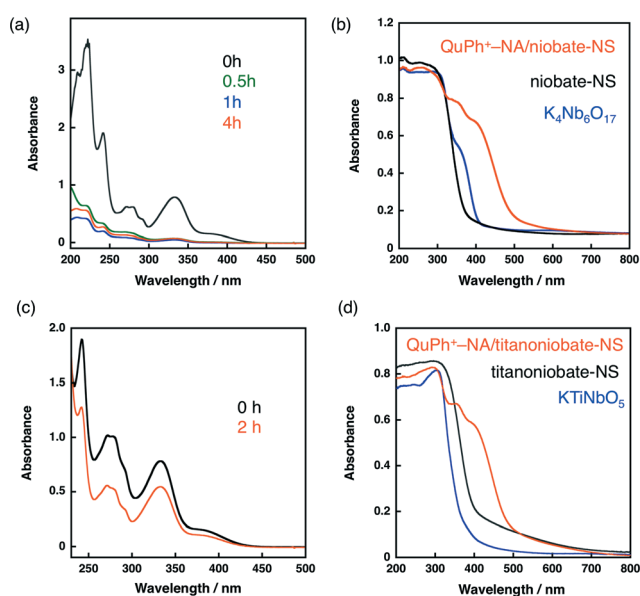 (a)
3
2
1
0
200 250 300 350 400 450 500
Absorbance
Wavelength / nm
0h
0.5h
1h
4h
(b)
1.2
1.0
0.8
0.6
0.4
0.2
0
200 300 400 500 600 700 800
Absorbance
Wavelength / nm
QuPh⁺–NA/niobate-NS
niobate-NS
K₄Nb₆O₁₇
(c)
2.0
1.5
1.0
0.5
0
250 300 350 400 450 500
Absorbance
Wavelength / nm
0 h
2 h
(d)
1.0
0.8
0.6
0.4
0.2
0
200 300 400 500 600 700 800
Absorbance
Wavelength / nm
QuPh⁺–NA/titanoniobate-NS
titanoniobate-NS
KTiNbO₅